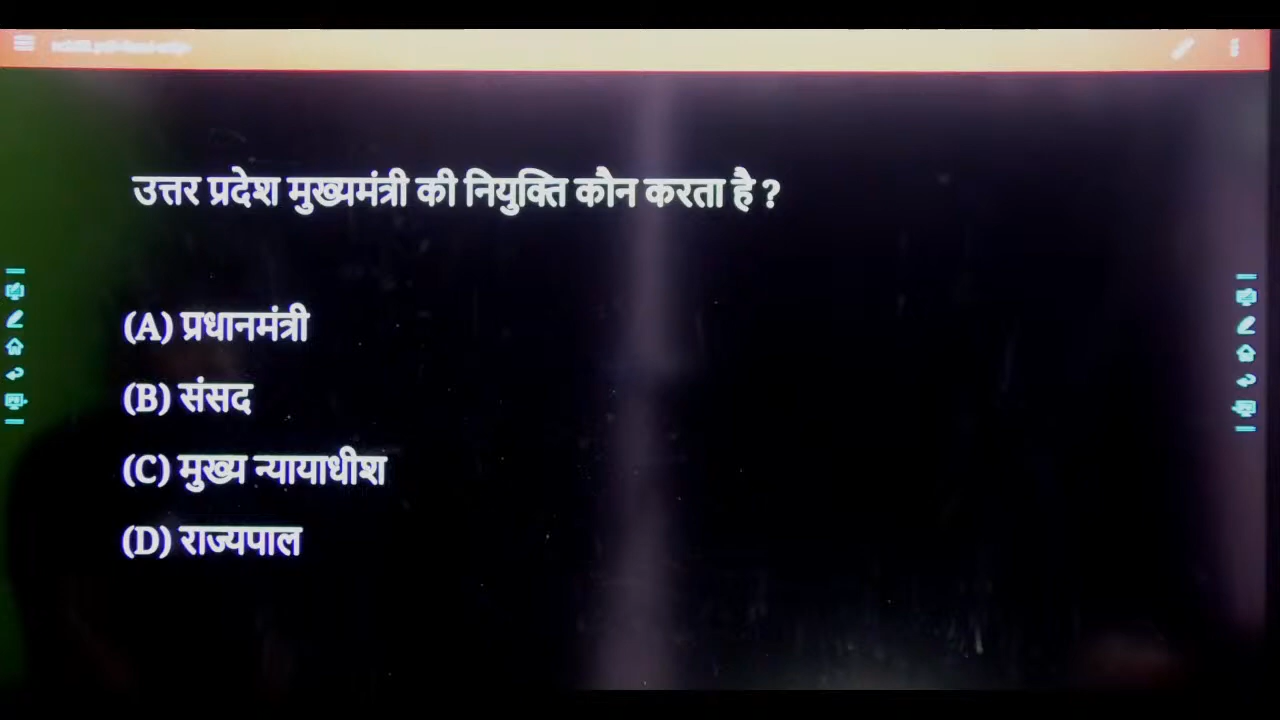 उत्तर प्रदेश मुख्यमंत्री की नियुक्ति कौन करता है ?
(A) प्रधानमंत्री
(B) संसद
(C) मुख्य न्यायाधीश
(D) राज्यपाल